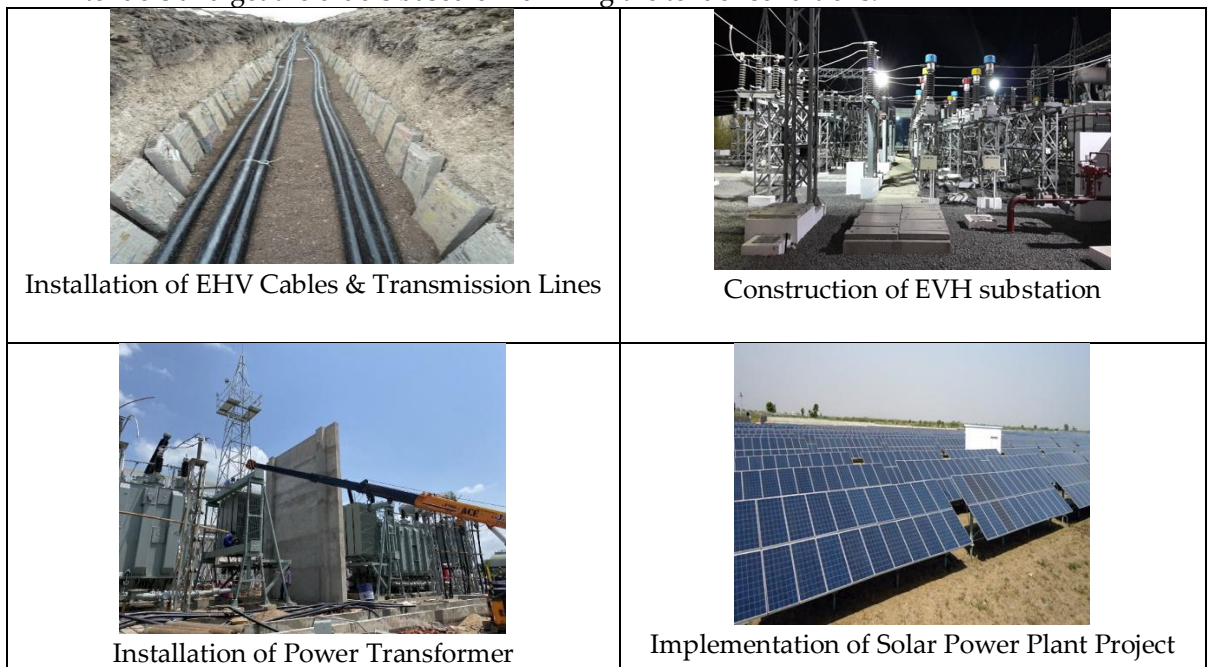 Installation of EHV Cables & Transmission Lines
Construction of EVH substation
ACE
Installation of Power Transformer
Implementation of Solar Power Plant Project